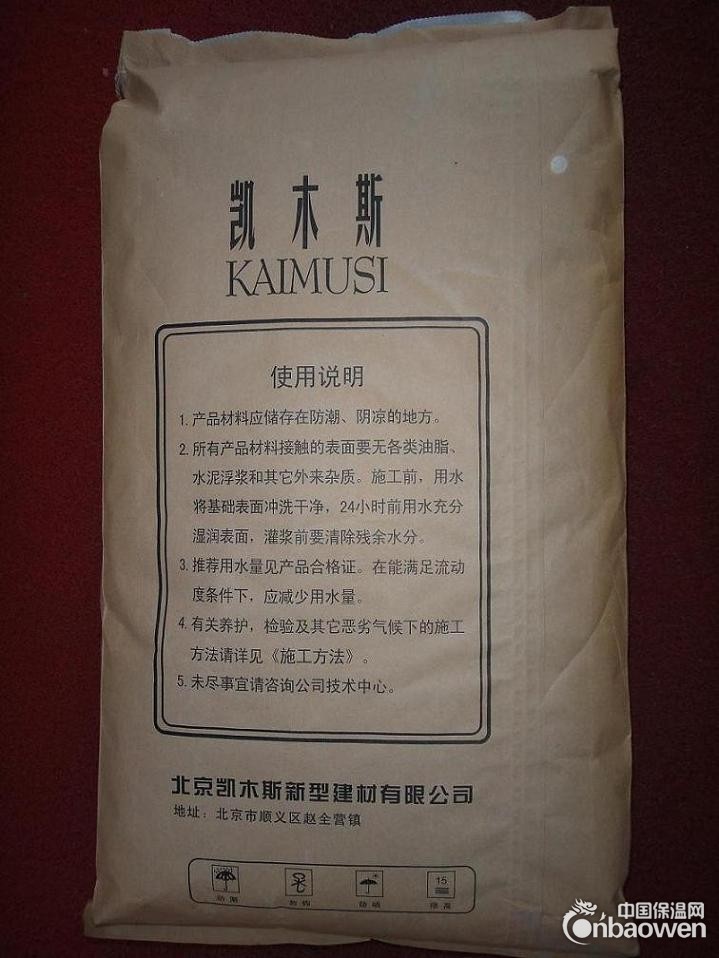 凯木斯
KAIMUSI
使用说明
1. 产品材料应储存在防潮、阴凉的地方。
2. 所有产品材料接触的表面要无各类油脂、
水泥浮浆和其它外来杂质。施工前，用水
将基础表面冲洗干净，24小时前用水充分
湿润表面，灌浆前要清除残余水分。
3. 推荐用水量见产品合格证。在能满足流动
度条件下，应减少用水量。
4. 有关养护，检验及其它恶劣气候下的施工
方法请详见《施工方法》。
5. 未尽事宜请咨询公司技术中心。
北京凯木斯新型建材有限公司
地址：北京市顺义区赵全营镇
15
防潮
防晒
中国保温网
Cnbaowen